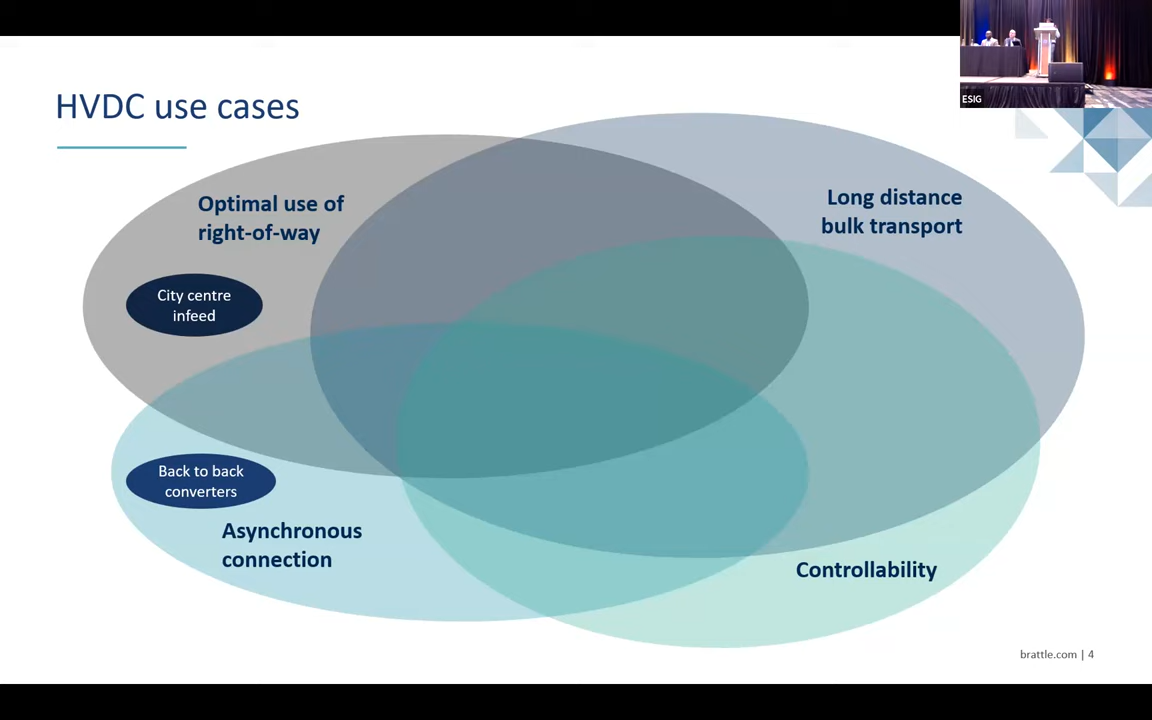 ESIG
HVDC use cases
Optimal use of
right-of-way
Long distance
bulk transport
City centre
infeed
Back to back
converters
Asynchronous
connection
Controllability
brattle.com | 4